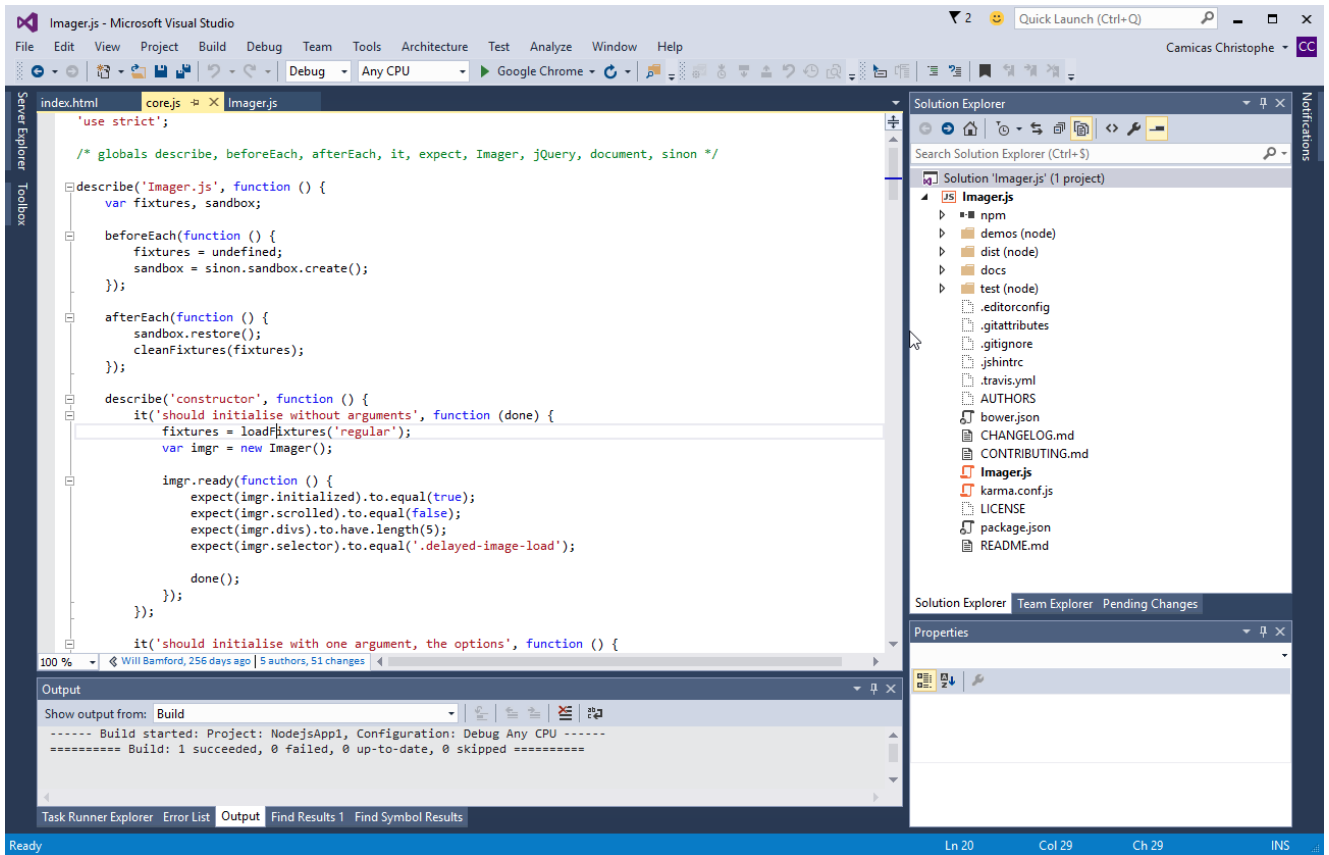 Imager.js - Microsoft Visual Studio
2
Quick Launch (Ctrl+Q)
File Edit View Project Build Debug Team Tools Architecture Test Analyze Window Help
Camicas Christophe CC
Debug Any CPU Google Chrome
Server Explorer
Toolbox
index.html core.js Imager.js
'use strict';
/* globals describe, beforeEach, afterEach, it, expect, Imager, jQuery, document, sinon */
describe('Imager.js', function () {
var fixtures, sandbox;
beforeEach(function () {
fixtures = undefined;
sandbox = sinon.sandbox.create();
});
afterEach(function () {
sandbox.restore();
cleanFixtures(fixtures);
});
describe('constructor', function () {
it('should initialise without arguments', function (done) {
fixtures = loadFixtures('regular');
var imgr = new Imager();
imgr.ready(function () {
expect(imgr.initialized).to.equal(true);
expect(imgr.scrolled).to.equal(false);
expect(imgr.divs).to.have.length(5);
expect(imgr.selector).to.equal('.delayed-image-load');
done();
});
});
it('should initialise with one argument, the options', function () {
100 % Will Bamford, 256 days ago | 5 authors, 51 changes
Output
Show output from: Build
------ Build started: Project: NodejsApp1, Configuration: Debug Any CPU ------
========== Build: 1 succeeded, 0 failed, 0 up-to-date, 0 skipped ==========
Task Runner Explorer Error List Output Find Results 1 Find Symbol Results
Solution Explorer
Search Solution Explorer (Ctrl+$)
Solution 'Imager.js' (1 project)
JS Imager.js
npm
demos (node)
dist (node)
docs
test (node)
.editorconfig
.gitattributes
.gitignore
.jshintrc
.travis.yml
AUTHORS
bower.json
CHANGELOG.md
CONTRIBUTING.md
Imager.js
karma.conf.js
LICENSE
package.json
README.md
Solution Explorer Team Explorer Pending Changes
Properties
Notifications
Ready Ln 20 Col 29 Ch 29 INS